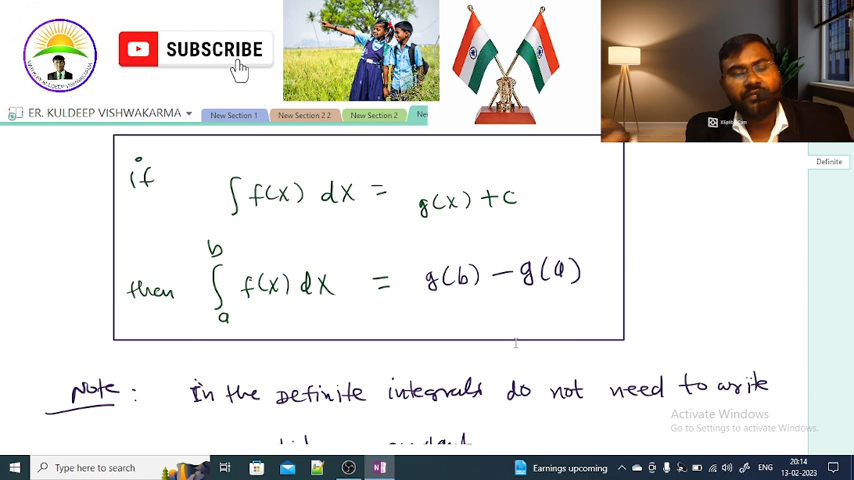 SUBSCRIBE
ER. KULDEEP VISHWAKARMA
New Section 1
New Section 2 2
New Section 2
Definite
if
∫ f(x) dx = g(x) + c
then ∫ₐᵇ f(x) dx = g(b) - g(a)
Note : In the Definite integrals do not need to write
Activate Windows
Go to Settings to activate Windows.
Type here to search
Earnings upcoming
ENG
20:14
13-02-2023